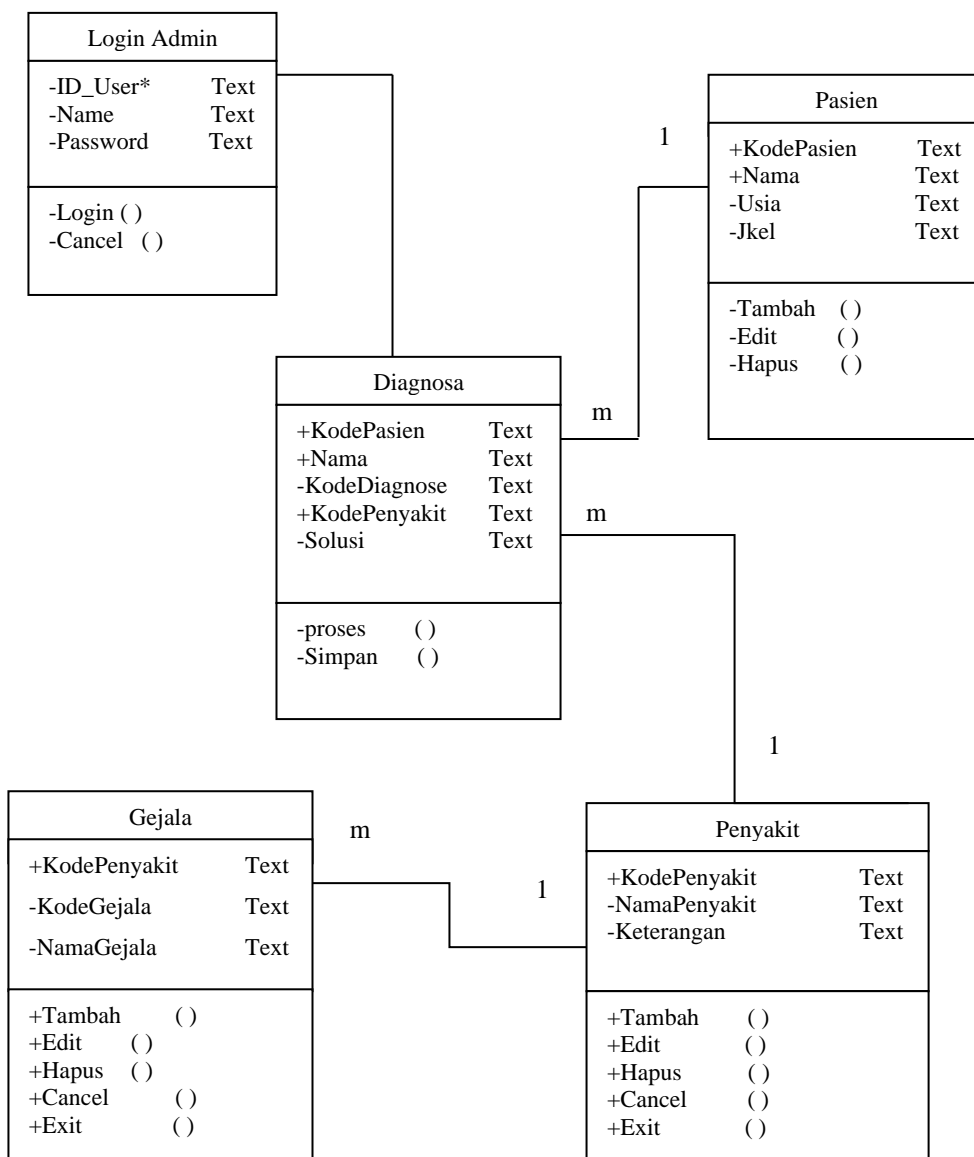 Login Admin
-ID_User* Text
-Name Text
-Password Text
-Login ( )
-Cancel ( )
Pasien
1
+KodePasien Text
+Nama Text
-Usia Text
-Jkel Text
-Tambah ( )
-Edit ( )
-Hapus ( )
Diagnosa
m
+KodePasien Text
+Nama Text
-KodeDiagnose Text
+KodePenyakit Text
-Solusi Text
m
-proses ( )
-Simpan ( )
1
Gejala
m
+KodePenyakit Text
-KodeGejala Text
-NamaGejala Text
+Tambah ( )
+Edit ( )
+Hapus ( )
+Cancel ( )
+Exit ( )
1
Penyakit
+KodePenyakit Text
-NamaPenyakit Text
-Keterangan Text
+Tambah ( )
+Edit ( )
+Hapus ( )
+Cancel ( )
+Exit ( )